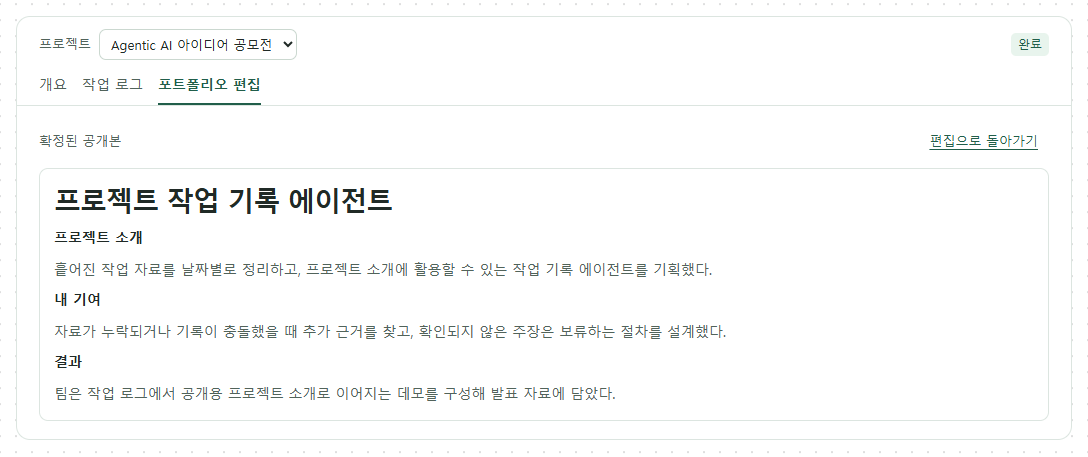 프로젝트 Agentic AI 아이디어 공모전 완료
개요 작업 로그 포트폴리오 편집
확정된 공개본 편집으로 돌아가기
프로젝트 작업 기록 에이전트
프로젝트 소개
흩어진 작업 자료를 날짜별로 정리하고, 프로젝트 소개에 활용할 수 있는 작업 기록 에이전트를 기획했다.
내 기여
자료가 누락되거나 기록이 충돌했을 때 추가 근거를 찾고, 확인되지 않은 주장은 보류하는 절차를 설계했다.
결과
팀은 작업 로그에서 공개용 프로젝트 소개로 이어지는 데모를 구성해 발표 자료에 담았다.